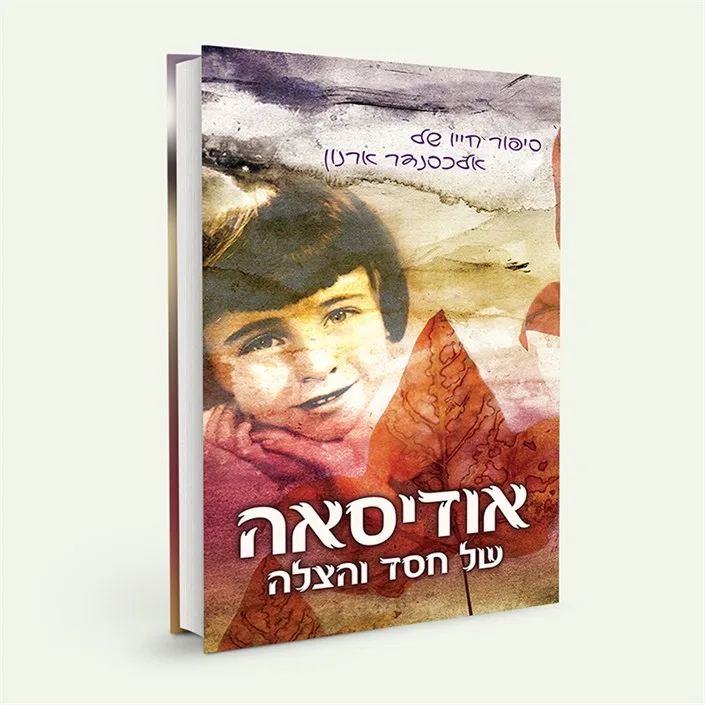 סיפור חייו של
אלכסנדר ארנון
אודיסאה
של חסד והצלה